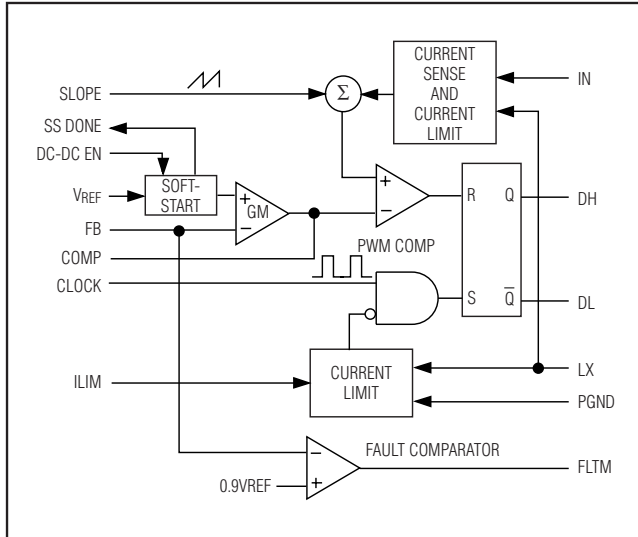 CURRENT
SENSE
AND
CURRENT
LIMIT
IN
SLOPE
Σ
SS DONE
DC-DC EN
VREF
SOFT-
START
+
GM
−
+
−
R
Q
DH
FB
COMP
PWM COMP
CLOCK
S
Q̅
DL
ILIM
CURRENT
LIMIT
LX
PGND
−
FAULT COMPARATOR
+
0.9VREF
FLTM